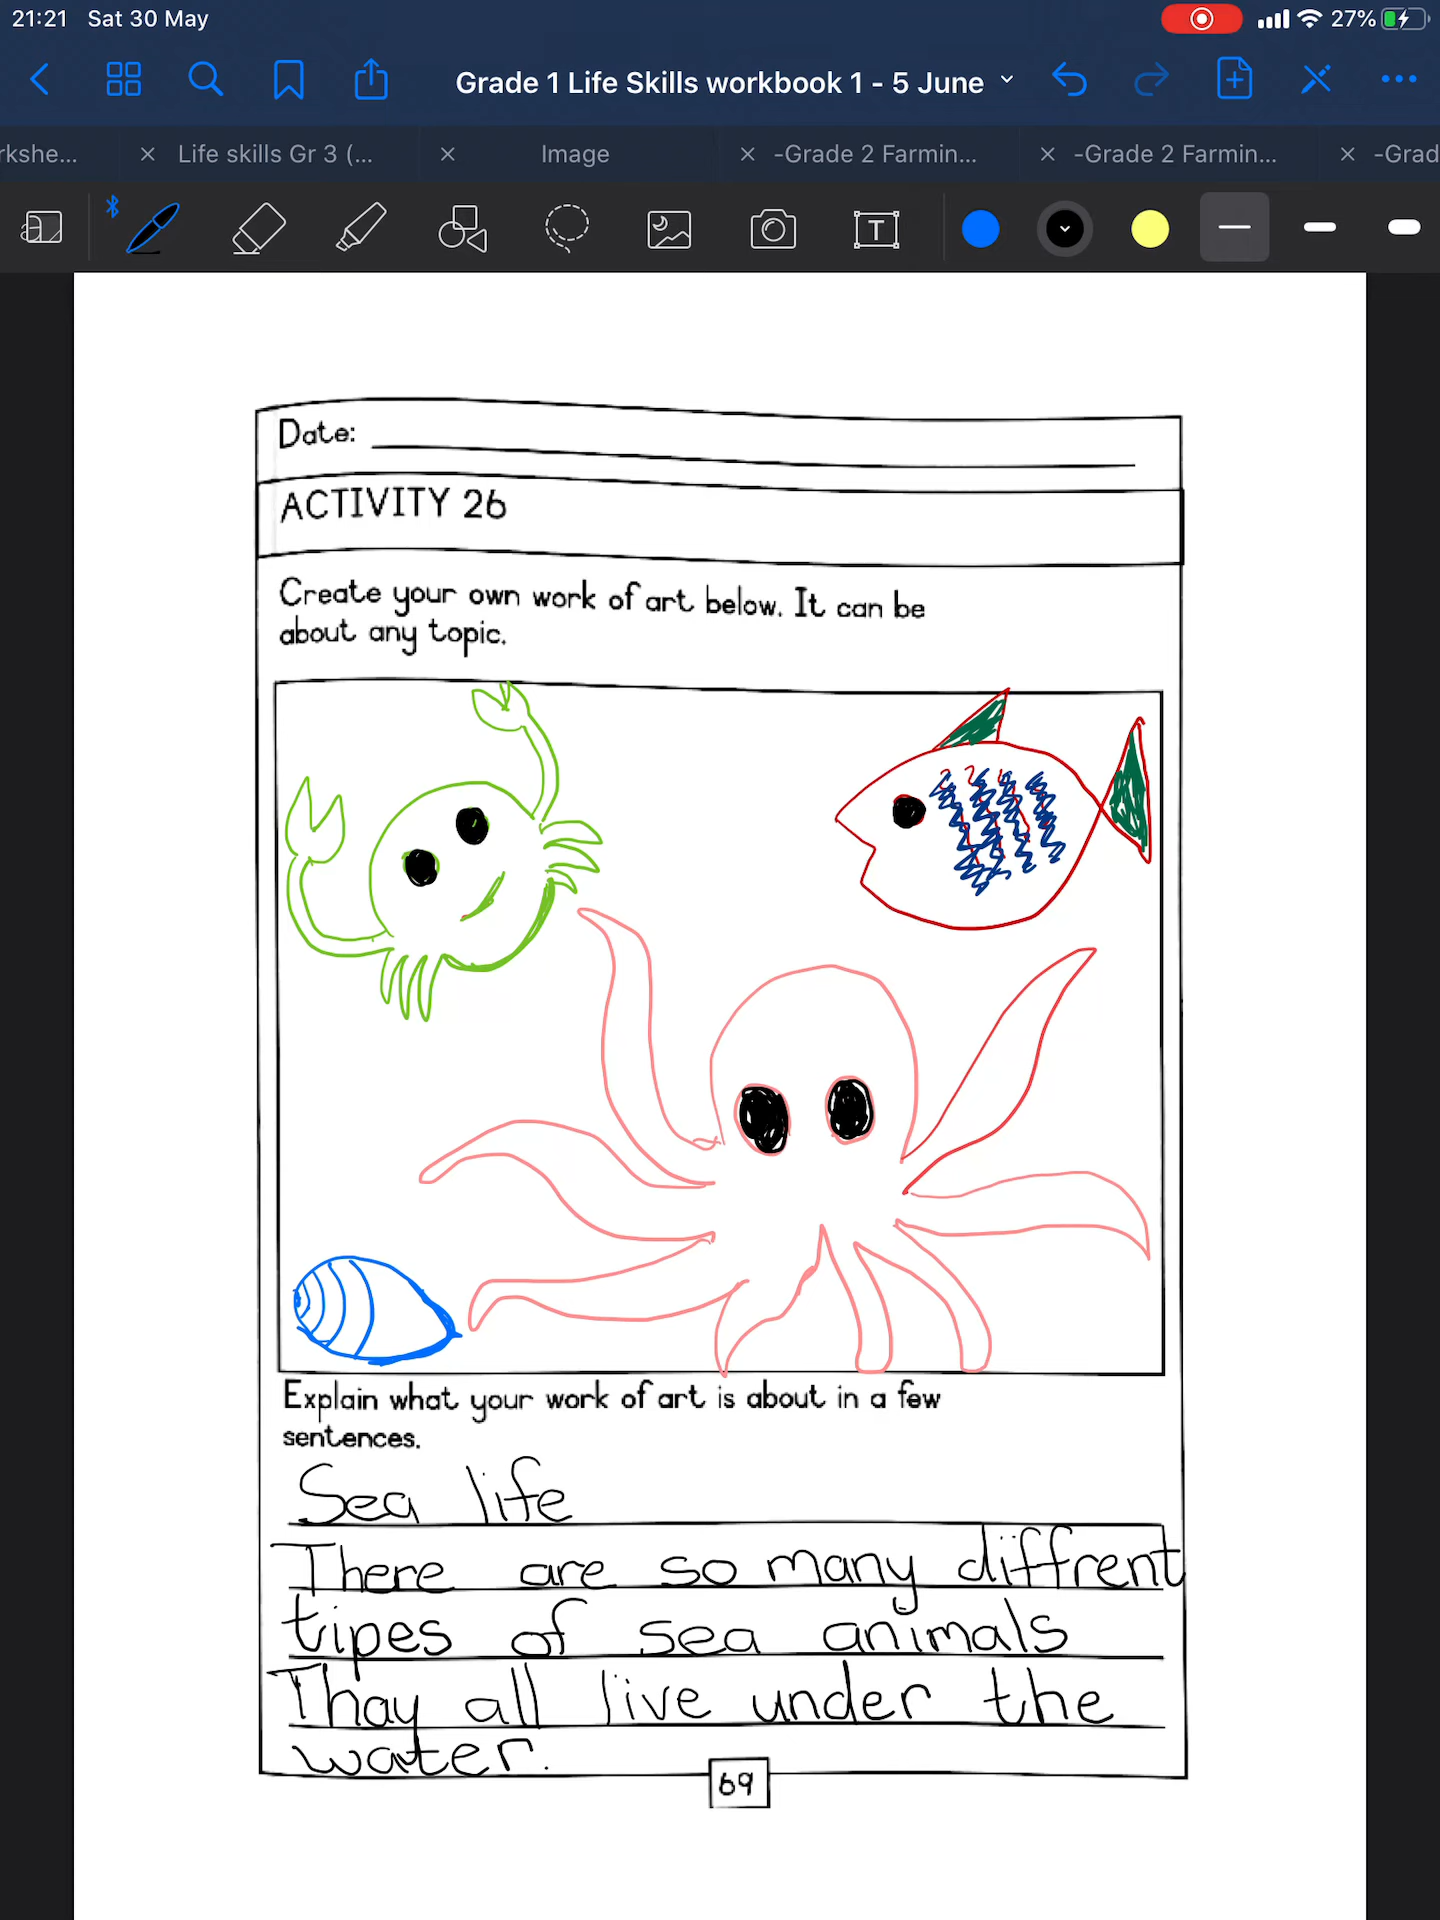 21:21 Sat 30 May 27%
Grade 1 Life Skills workbook 1 - 5 June
rkshe... Life skills Gr 3 (... Image -Grade 2 Farmin... -Grade 2 Farmin... -Grad
Date:
ACTIVITY 26
Create your own work of art below. It can be
about any topic.
Explain what your work of art is about in a few
sentences.
Sea life
There are so many diffrent
tipes of sea animals
Thay all live under the
water.
69